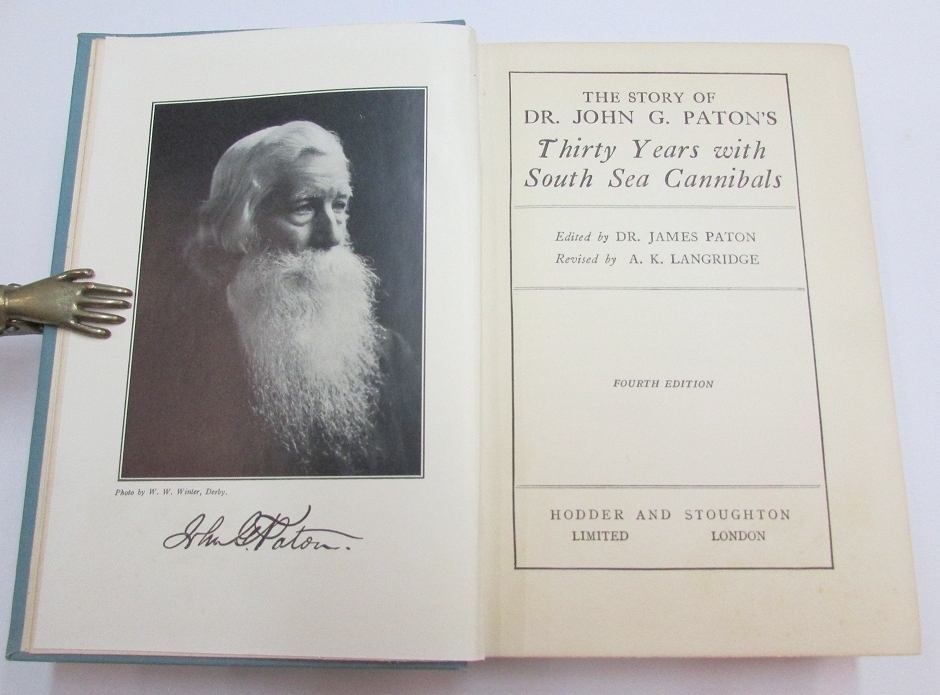 Photo by W. W. Winter, Derby.
John G. Paton.
THE STORY OF
DR. JOHN G. PATON'S
Thirty Years with
South Sea Cannibals
Edited by DR. JAMES PATON
Revised by A. K. LANGRIDGE
FOURTH EDITION
HODDER AND STOUGHTON
LIMITED LONDON